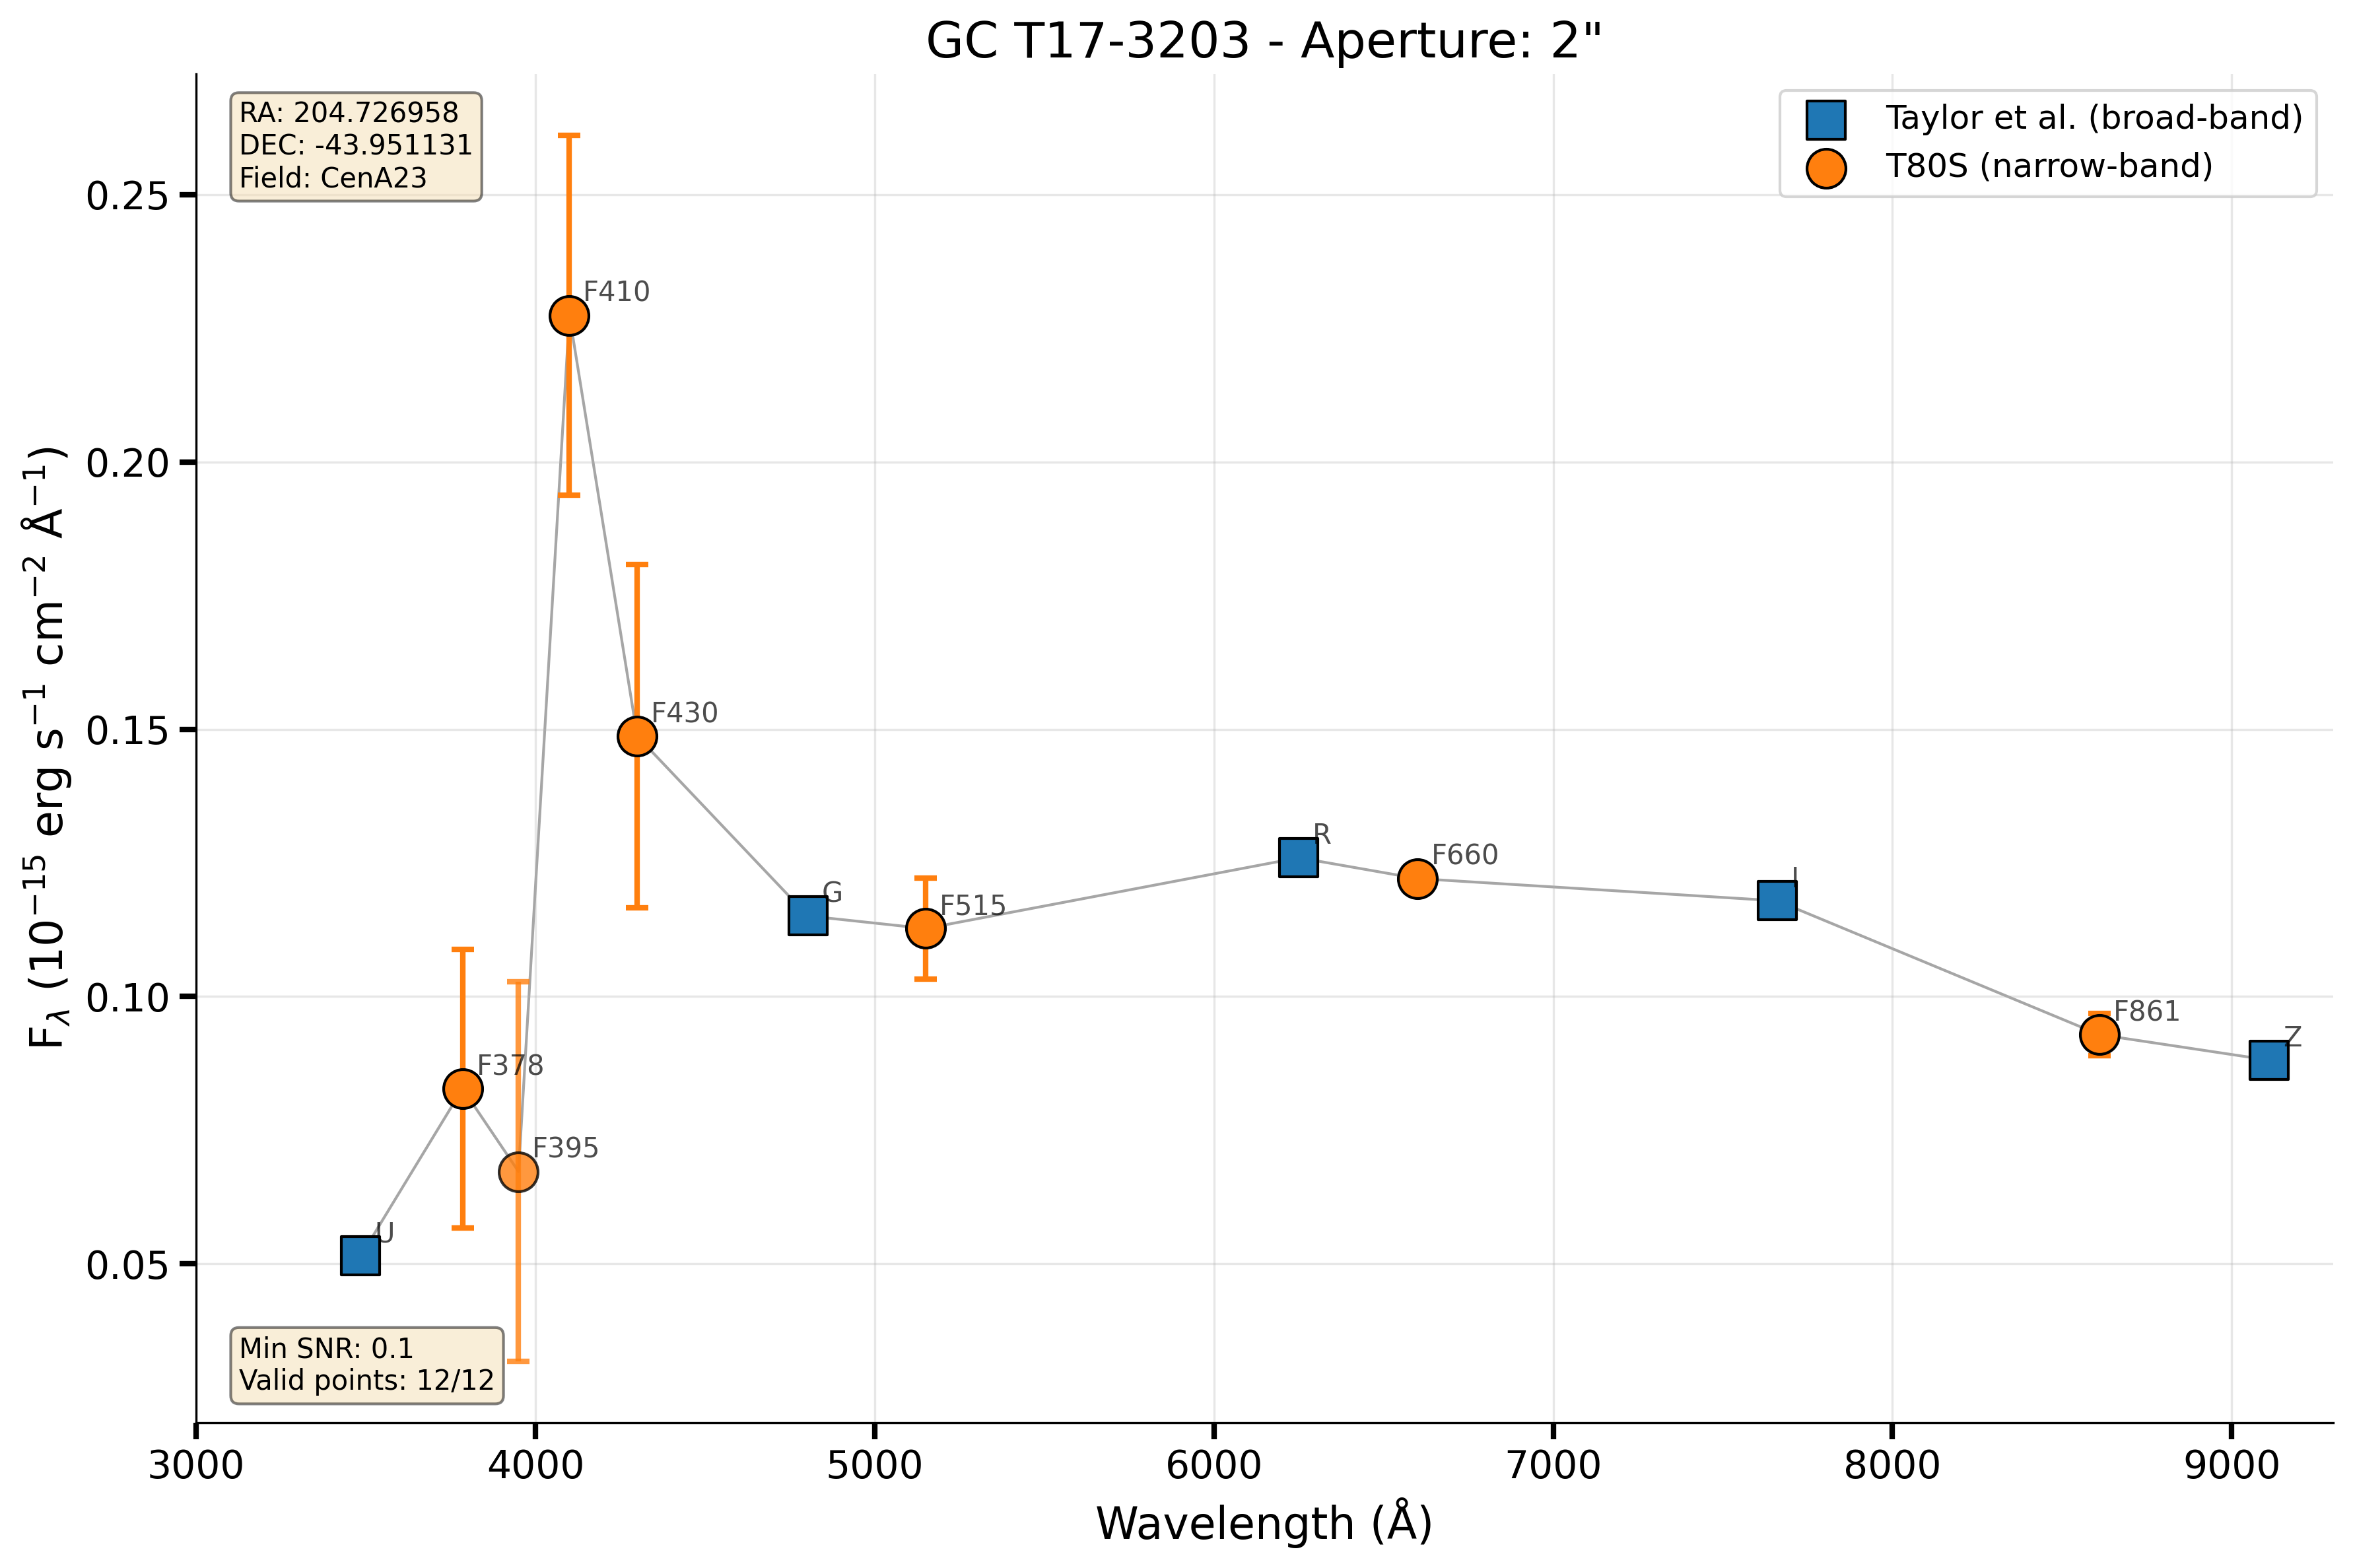 GC T17-3203 - Aperture: 2"
RA: 204.726958
DEC: -43.951131
Field: CenA23
Taylor et al. (broad-band)
T80S (narrow-band)
F410
F430
G
F515
R
F660
I
F861
Z
F378
F395
U
Min SNR: 0.1
Valid points: 12/12
0.25
0.20
0.15
0.10
0.05
F_λ (10⁻¹⁵ erg s⁻¹ cm⁻² Å⁻¹)
3000 4000 5000 6000 7000 8000 9000
Wavelength (Å)